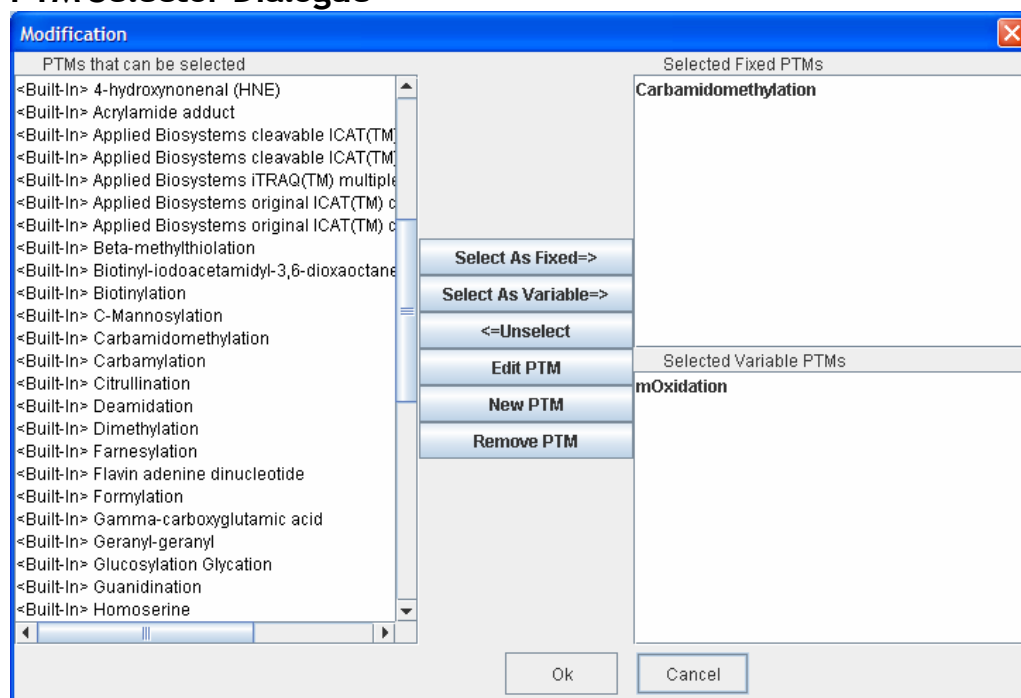 PTM Selector Dialogue
Modification
PTMs that can be selected
<Built-In> 4-hydroxynonenal (HNE)
<Built-In> Acrylamide adduct
<Built-In> Applied Biosystems cleavable ICAT(TM)
<Built-In> Applied Biosystems cleavable ICAT(TM)
<Built-In> Applied Biosystems iTRAQ(TM) multiple
<Built-In> Applied Biosystems original ICAT(TM) c
<Built-In> Applied Biosystems original ICAT(TM) c
<Built-In> Beta-methylthiolation
<Built-In> Biotinyl-iodoacetamidyl-3,6-dioxaoctane
<Built-In> Biotinylation
<Built-In> C-Mannosylation
<Built-In> Carbamidomethylation
<Built-In> Carbamylation
<Built-In> Citrullination
<Built-In> Deamidation
<Built-In> Dimethylation
<Built-In> Farnesylation
<Built-In> Flavin adenine dinucleotide
<Built-In> Formylation
<Built-In> Gamma-carboxyglutamic acid
<Built-In> Geranyl-geranyl
<Built-In> Glucosylation Glycation
<Built-In> Guanidination
<Built-In> Homoserine
Select As Fixed=>
Select As Variable=>
<=Unselect
Edit PTM
New PTM
Remove PTM
Selected Fixed PTMs
Carbamidomethylation
Selected Variable PTMs
mOxidation
Ok
Cancel